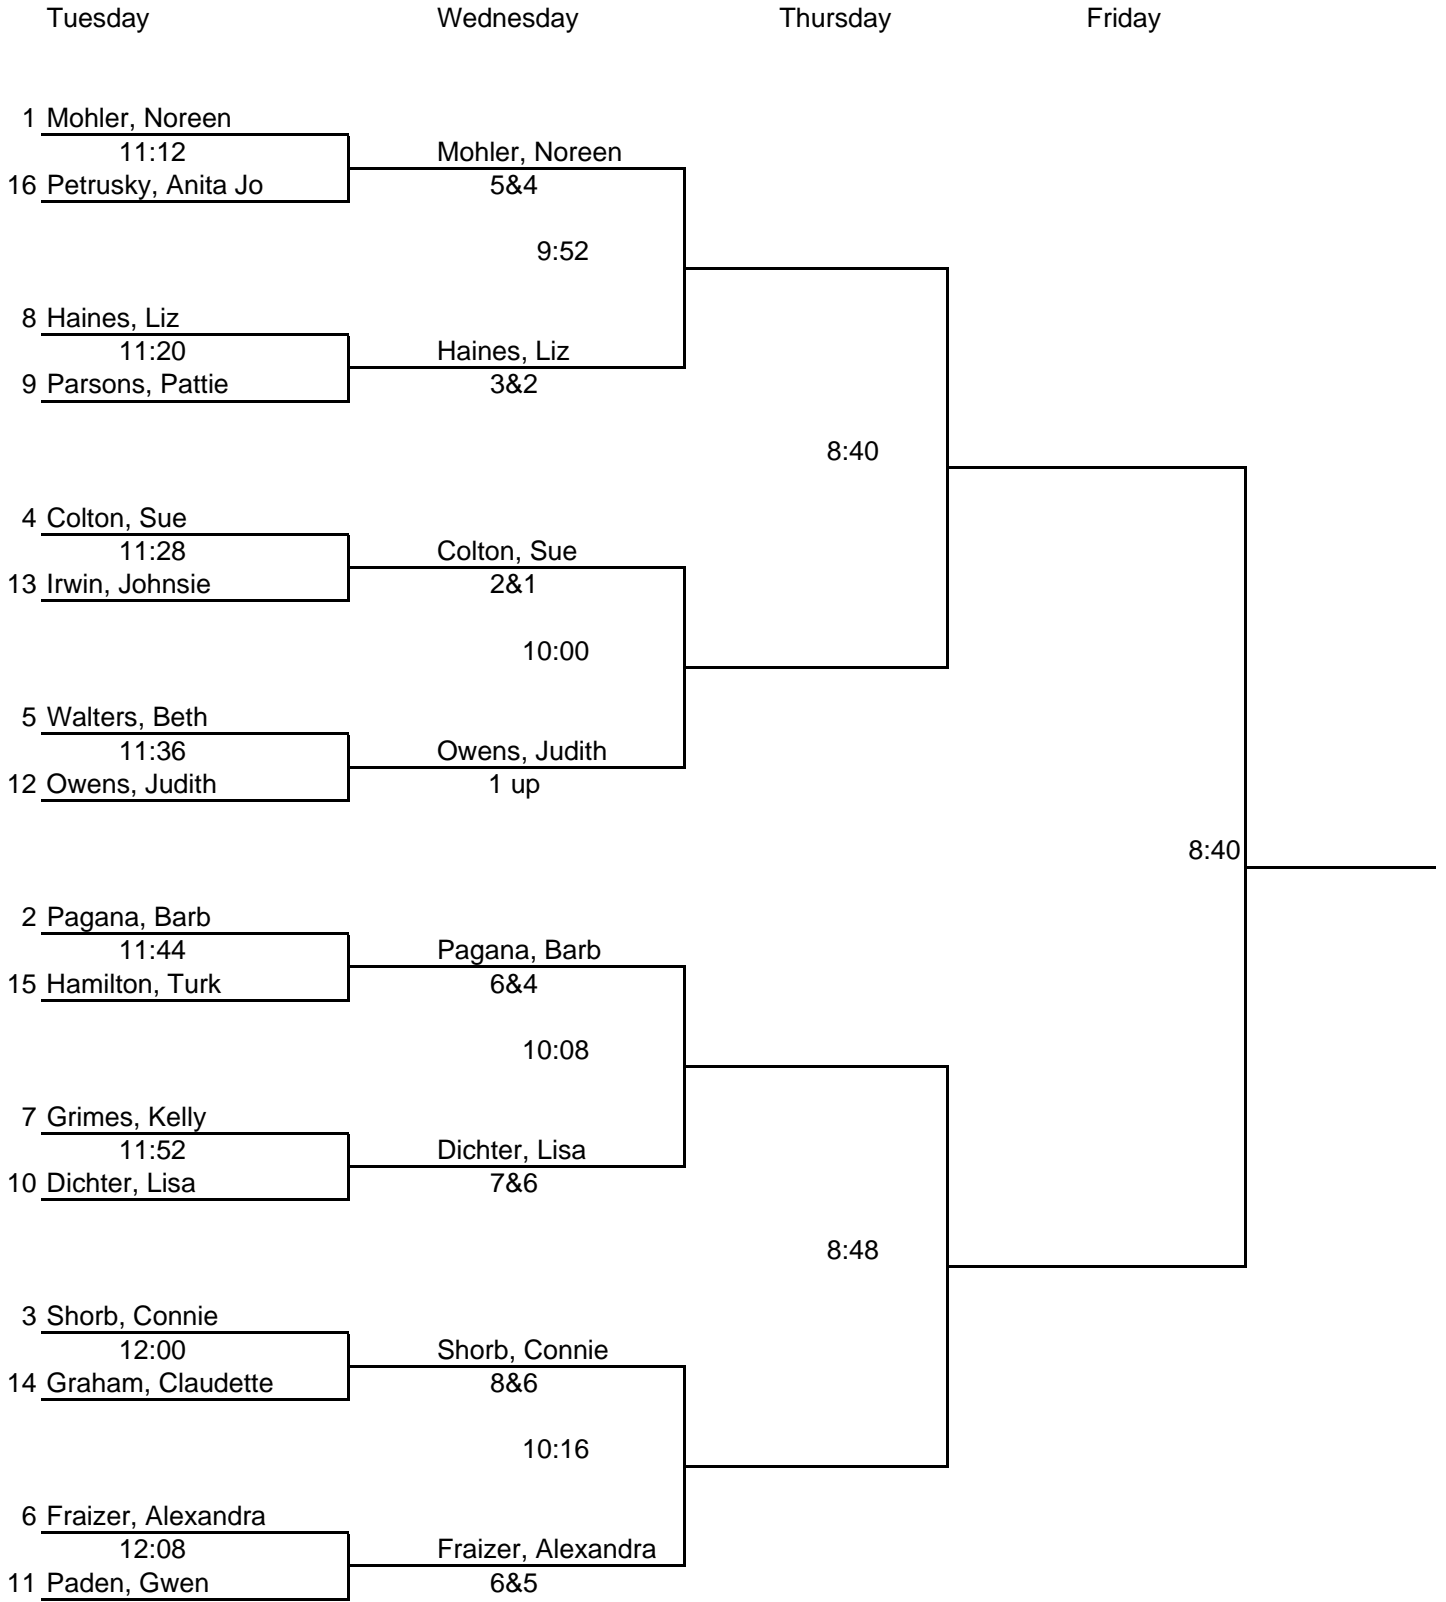 Tuesday Wednesday Thursday Friday
1 Mohler, Noreen
11:12 Mohler, Noreen
16 Petrusky, Anita Jo 5&4
9:52
8 Haines, Liz
11:20 Haines, Liz
9 Parsons, Pattie 3&2
8:40
4 Colton, Sue
11:28 Colton, Sue
13 Irwin, Johnsie 2&1
10:00
5 Walters, Beth
11:36 Owens, Judith
12 Owens, Judith 1 up
8:40
2 Pagana, Barb
11:44 Pagana, Barb
15 Hamilton, Turk 6&4
10:08
7 Grimes, Kelly
11:52 Dichter, Lisa
10 Dichter, Lisa 7&6
8:48
3 Shorb, Connie
12:00 Shorb, Connie
14 Graham, Claudette 8&6
10:16
6 Fraizer, Alexandra
12:08 Fraizer, Alexandra
11 Paden, Gwen 6&5